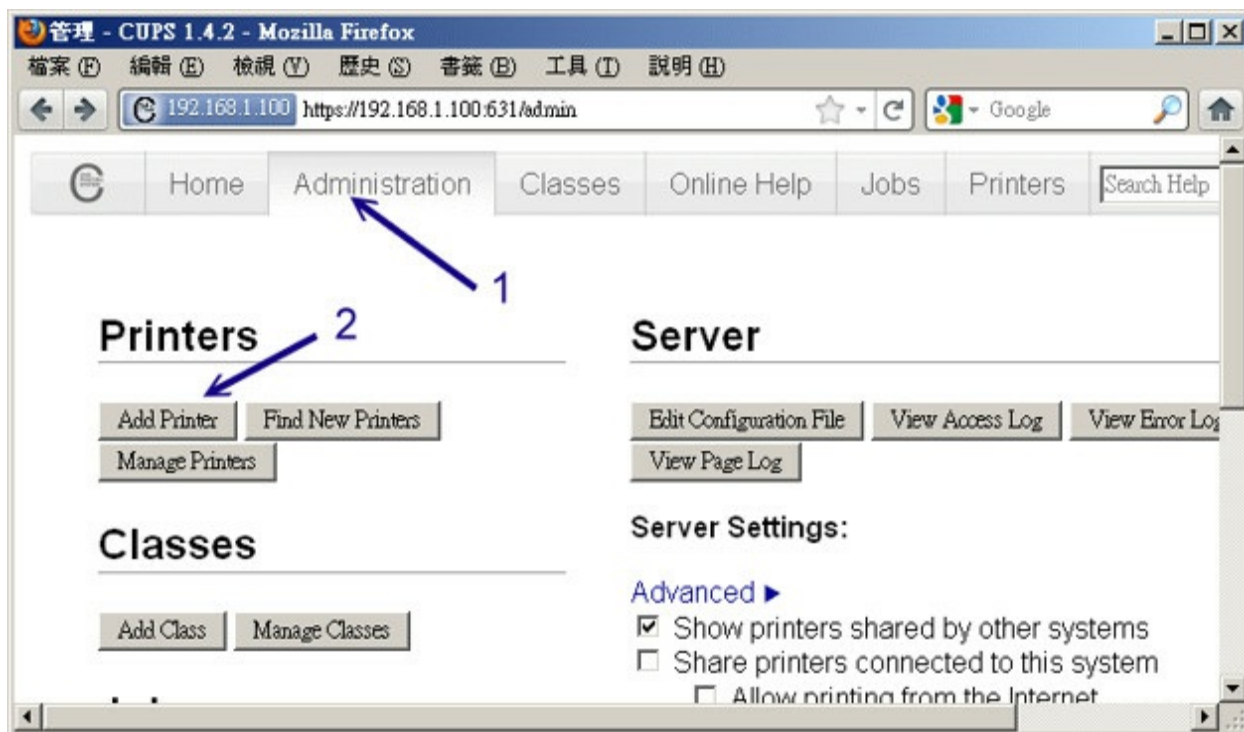 管理 - CUPS 1.4.2 - Mozilla Firefox
檔案(F) 編輯(E) 檢視(V) 歷史(S) 書籤(B) 工具(T) 說明(H)
192.168.1.100 https://192.168.1.100:631/admin Google
Home Administration Classes Online Help Jobs Printers Search Help
1
2
Printers
Add Printer Find New Printers
Manage Printers
Classes
Add Class Manage Classes
Server
Edit Configuration File View Access Log View Error Log
View Page Log
Server Settings:
Advanced ▶
Show printers shared by other systems
Share printers connected to this system
Allow printing from the Internet